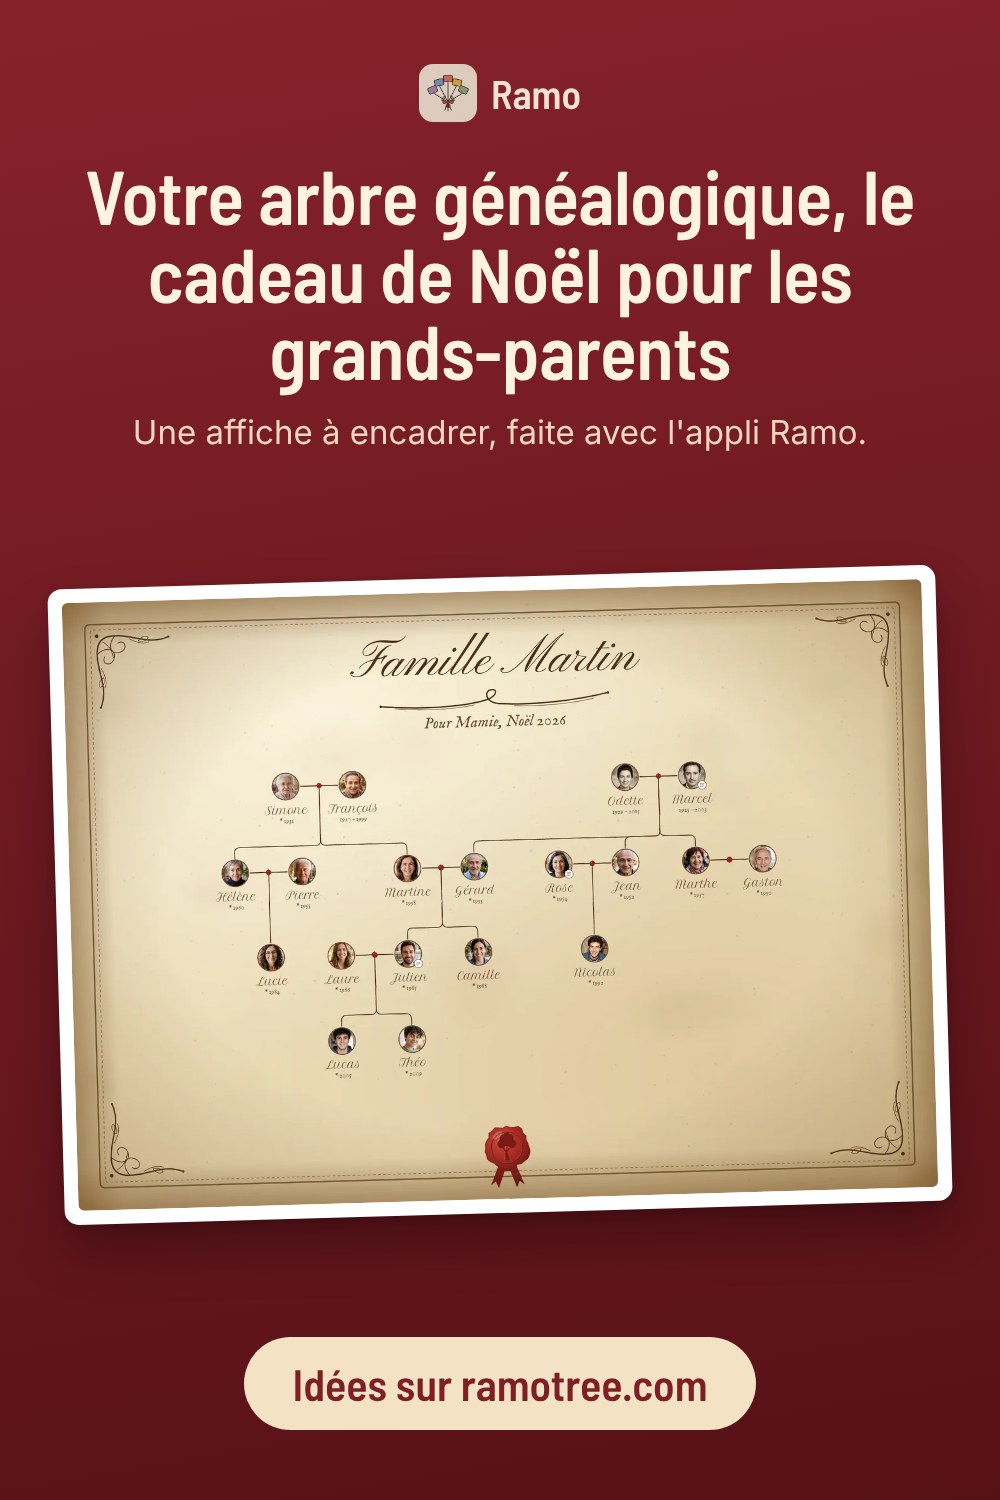 Ramo
Votre arbre généalogique, le
cadeau de Noël pour les
grands-parents
Une affiche à encadrer, faite avec l'appli Ramo.
Famille Martin
Pour Mamie, Noël 2026
Simone
François
Odette
Marcel
Hélène
Pierre
Martine
Gérard
Rose
Jean
Marthe
Gaston
Lucie
Laure
Julien
Camille
Nicolas
Lucas
Théo
Idées sur ramotree.com